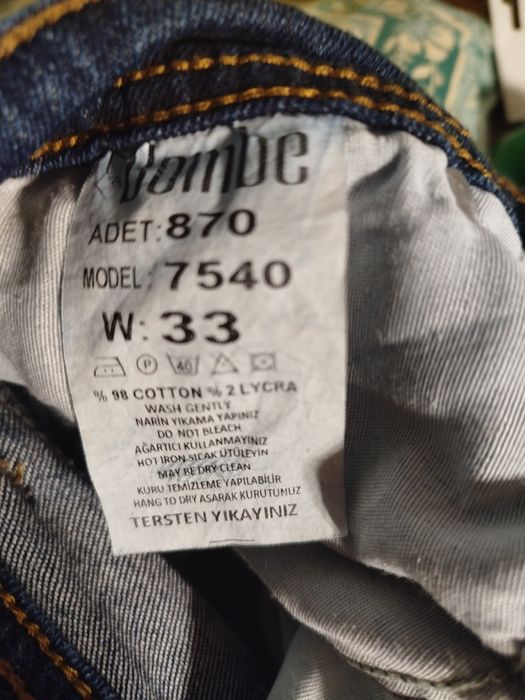 Bombe
ADET: 870
MODEL: 7540
W: 33
P 40
% 98 COTTON % 2 LYCRA
WASH GENTLY
NARİN YIKAMA YAPINIZ
DO NOT BLEACH
AĞARTICI KULLANMAYINIZ
HOT IRON SICAK ÜTÜLEYİN
MAY BE DRY CLEAN
KURU TEMİZLEME YAPILABİLİR
HANG TO DRY ASARAK KURUTUNUZ
TERSTEN YIKAYINIZ